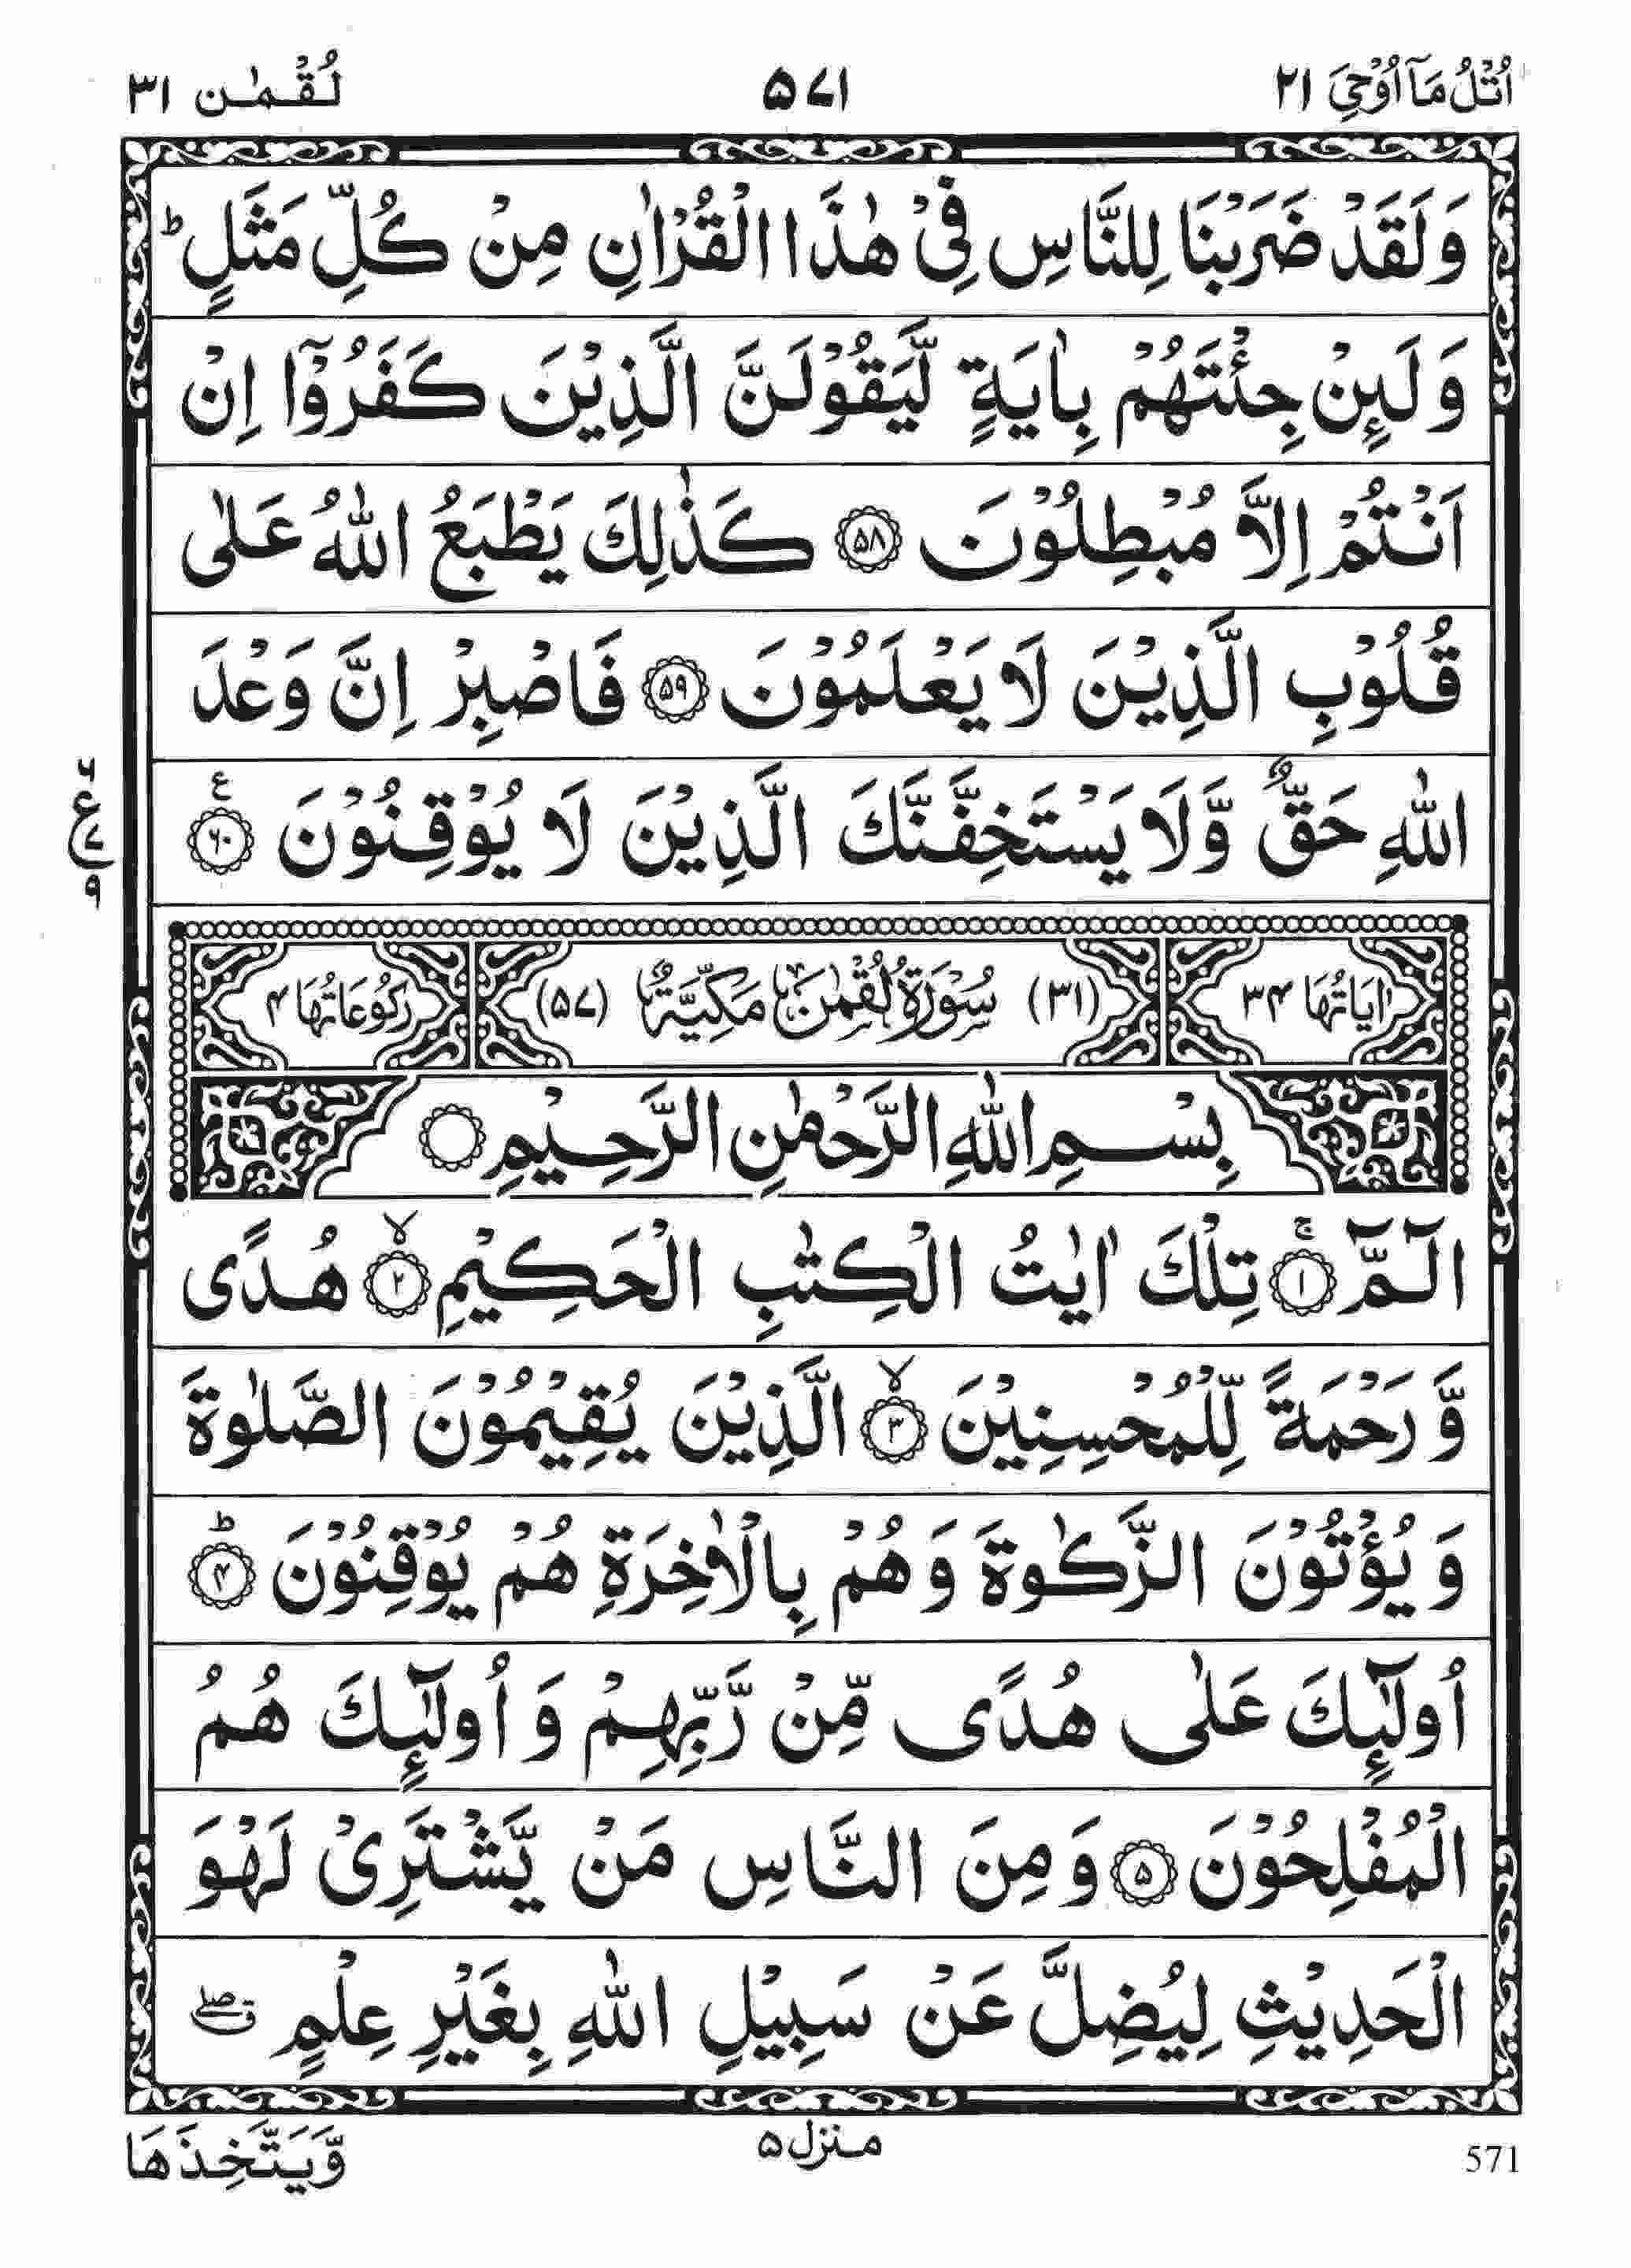 اُتْلُ مَاۤ اُوْحِیَ ۲۱
۵۷۱
لُقْمٰن ۳۱
وَلَقَدْ ضَرَبْنَا لِلنَّاسِ فِیْ هٰذَا الْقُرْاٰنِ مِنْ كُلِّ مَثَلٍ ؕ
وَلَىِٕنْ جِئْتَهُمْ بِاٰیَةٍ لَّیَقُوْلَنَّ الَّذِیْنَ كَفَرُوْۤا اِنْ
اَنْتُمْ اِلَّا مُبْطِلُوْنَ ۵۸ كَذٰلِكَ یَطْبَعُ اللّٰهُ عَلٰی
قُلُوْبِ الَّذِیْنَ لَا یَعْلَمُوْنَ ۵۹ فَاصْبِرْ اِنَّ وَعْدَ
اللّٰهِ حَقٌّ وَّلَا یَسْتَخِفَّنَّكَ الَّذِیْنَ لَا یُوْقِنُوْنَ ۶۰ ع
ع ۷ ۹
اٰیَاتُهَا ۳۴ (۳۱) سُوْرَةُ لُقْمٰنَ مَكِّیَّةٌ (۵۷) رُكُوْعَاتُهَا ۴
بِسْمِ اللّٰهِ الرَّحْمٰنِ الرَّحِیْمِ
الٓمّٓ ۱ۚ تِلْكَ اٰیٰتُ الْكِتٰبِ الْحَكِیْمِ ۲ۙ هُدًی
وَّرَحْمَةً لِّلْمُحْسِنِیْنَ ۳ۙ الَّذِیْنَ یُقِیْمُوْنَ الصَّلٰوةَ
وَیُؤْتُوْنَ الزَّكٰوةَ وَهُمْ بِالْاٰخِرَةِ هُمْ یُوْقِنُوْنَ ۴ؕ
اُولٰٓىِٕكَ عَلٰی هُدًی مِّنْ رَّبِّهِمْ وَاُولٰٓىِٕكَ هُمُ
الْمُفْلِحُوْنَ ۵ وَمِنَ النَّاسِ مَنْ یَّشْتَرِیْ لَهْوَ
الْحَدِیْثِ لِیُضِلَّ عَنْ سَبِیْلِ اللّٰهِ بِغَیْرِ عِلْمٍ ۖق
وَّیَتَّخِذَهَا
منزل ۵
571